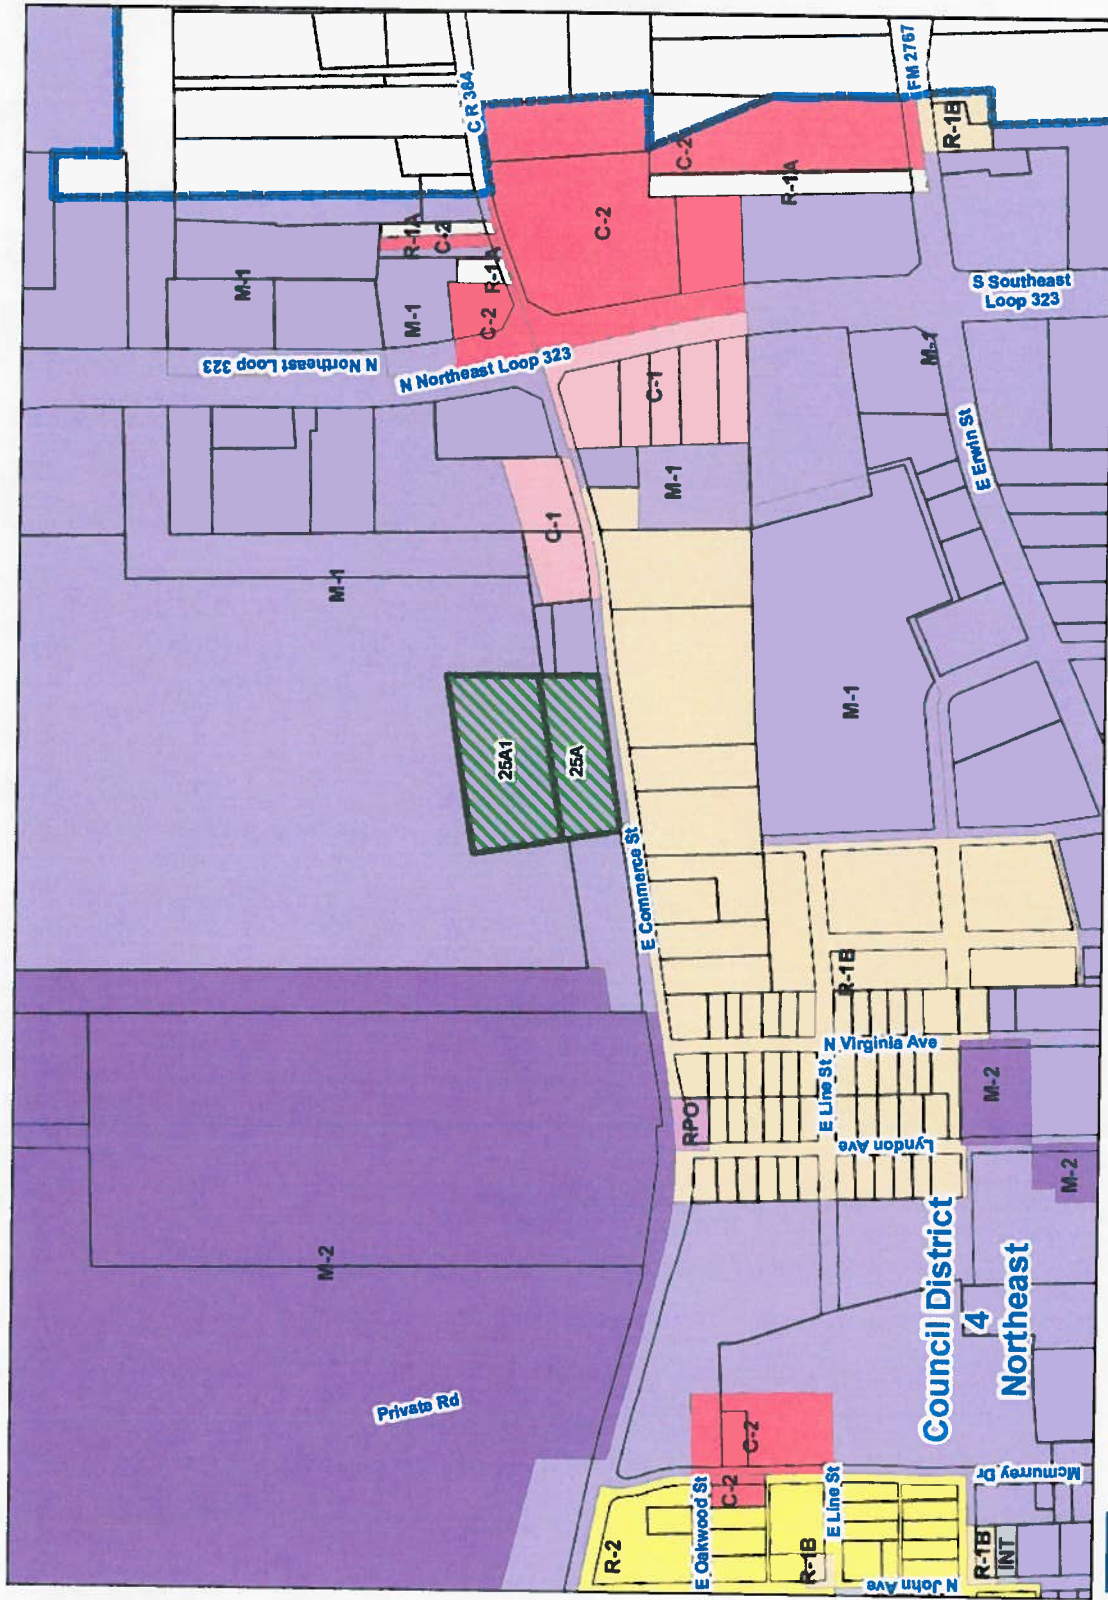 C R 384
FM 2767
R-1B
C-2
R-1A
C-2
R-1A
C-2
R-1A
C-2
M-1
M-1
S Southeast
Loop 323
N Northeast Loop 323
N Northeast Loop 323
C-1
M-1
E Erwin St
M-1
C-1
M-1
M-1
25A1
25A
E Commerce St
R-1B
N Virginia Ave
E Line St
RPO
Lyndon Ave
M-2
M-2
M-2
Private Rd
Council District
4
Northeast
C-2
C-2
Mcmurrey Dr
E Oakwood St
E Line St
R-2
R-1B
R-1B
INT
N John Ave